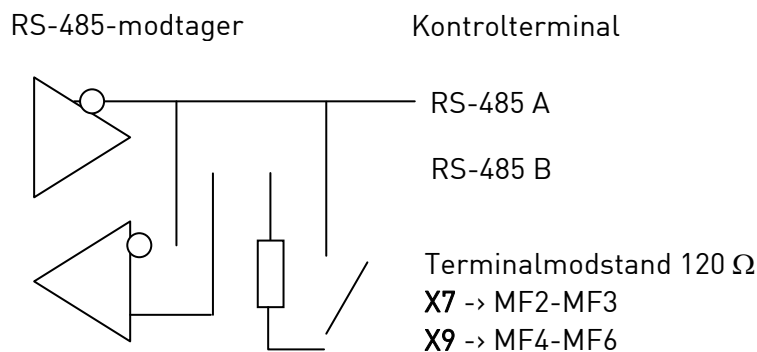 RS-485-modtager
Kontrolterminal
RS-485 A
RS-485 B
Terminalmodstand 120 Ω
X7 -> MF2-MF3
X9 -> MF4-MF6